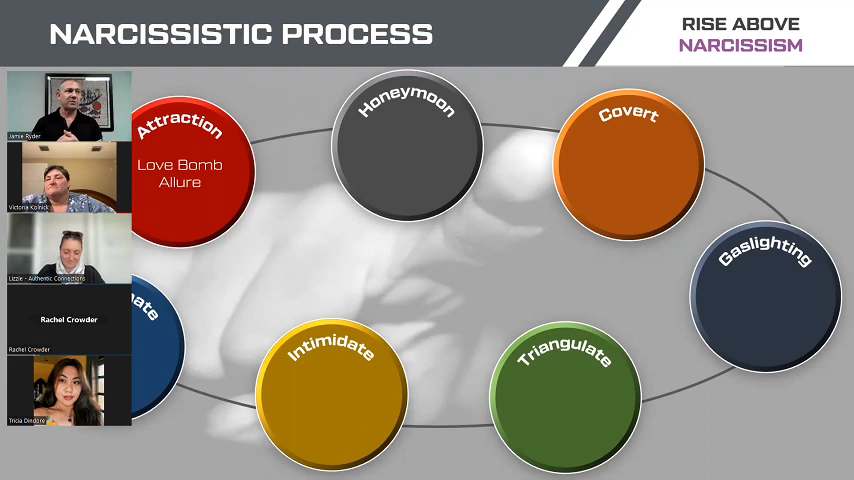 NARCISSISTIC PROCESS
RISE ABOVE
NARCISSISM
Jamie Ryder
Victoria Kolnick
Lizzie - Authentic Connections
Rachel Crowder
Rachel Crowder
Tricia Dindore
Attraction
Love Bomb
Allure
Honeymoon
Covert
Gaslighting
Triangulate
Intimidate
nate